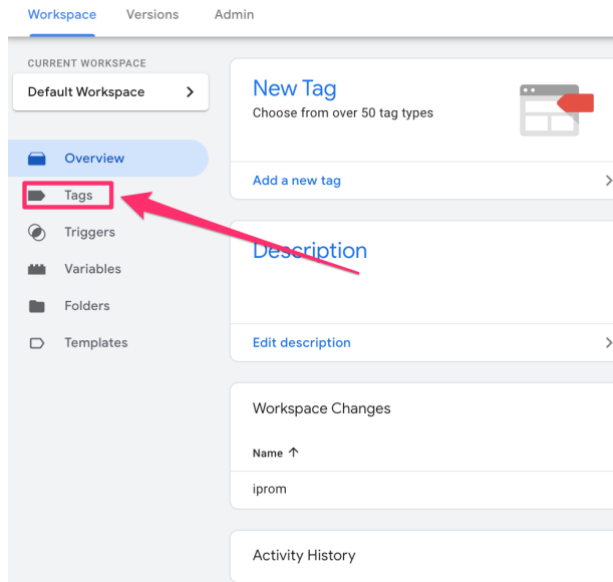 Workspace Versions Admin
CURRENT WORKSPACE
Default Workspace
Overview
Tags
Triggers
Variables
Folders
Templates
New Tag
Choose from over 50 tag types
Add a new tag
Description
Edit description
Workspace Changes
Name ↑
iprom
Activity History